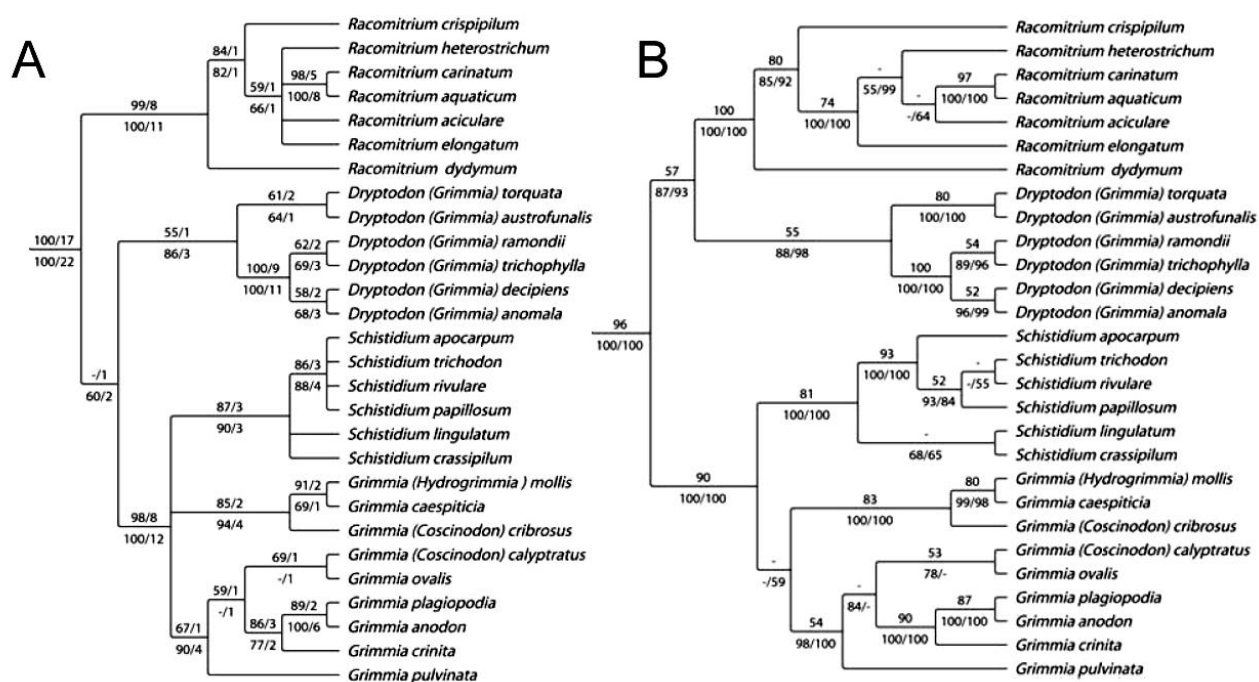 A
84/1
82/1
59/1
66/1
98/5
100/8
99/8
100/11
Racomitrium crispipilum
Racomitrium heterostrichum
Racomitrium carinatum
Racomitrium aquaticum
Racomitrium aciculare
Racomitrium elongatum
Racomitrium dydymum
61/2
64/1
55/1
86/3
62/2
69/3
100/9
100/11
58/2
68/3
Dryptodon (Grimmia) torquata
Dryptodon (Grimmia) austrofunalis
Dryptodon (Grimmia) ramondii
Dryptodon (Grimmia) trichophylla
Dryptodon (Grimmia) decipiens
Dryptodon (Grimmia) anomala
100/17
100/22
-/1
60/2
86/3
88/4
87/3
90/3
Schistidium apocarpum
Schistidium trichodon
Schistidium rivulare
Schistidium papillosum
Schistidium lingulatum
Schistidium crassipilum
91/2
69/1
85/2
94/4
98/8
100/12
Grimmia (Hydrogrimmia ) mollis
Grimmia caespiticia
Grimmia (Coscinodon) cribrosus
69/1
-/1
59/1
-/1
89/2
100/6
86/3
77/2
67/1
90/4
Grimmia (Coscinodon) calyptratus
Grimmia ovalis
Grimmia plagiopodia
Grimmia anodon
Grimmia crinita
Grimmia pulvinata
B
80
85/92
-
55/99
97
100/100
-
-/64
74
100/100
100
100/100
Racomitrium crispipilum
Racomitrium heterostrichum
Racomitrium carinatum
Racomitrium aquaticum
Racomitrium aciculare
Racomitrium elongatum
Racomitrium dydymum
57
87/93
80
100/100
55
88/98
54
89/96
100
100/100
52
96/99
Dryptodon (Grimmia) torquata
Dryptodon (Grimmia) austrofunalis
Dryptodon (Grimmia) ramondii
Dryptodon (Grimmia) trichophylla
Dryptodon (Grimmia) decipiens
Dryptodon (Grimmia) anomala
96
100/100
93
100/100
-
-/55
52
93/84
81
100/100
-
68/65
Schistidium apocarpum
Schistidium trichodon
Schistidium rivulare
Schistidium papillosum
Schistidium lingulatum
Schistidium crassipilum
90
100/100
80
99/98
83
100/100
Grimmia (Hydrogrimmia) mollis
Grimmia caespiticia
Grimmia (Coscinodon) cribrosus
-
-/59
53
78/-
-
84/-
87
100/100
90
100/100
54
98/100
Grimmia (Coscinodon) calyptratus
Grimmia ovalis
Grimmia plagiopodia
Grimmia anodon
Grimmia crinita
Grimmia pulvinata